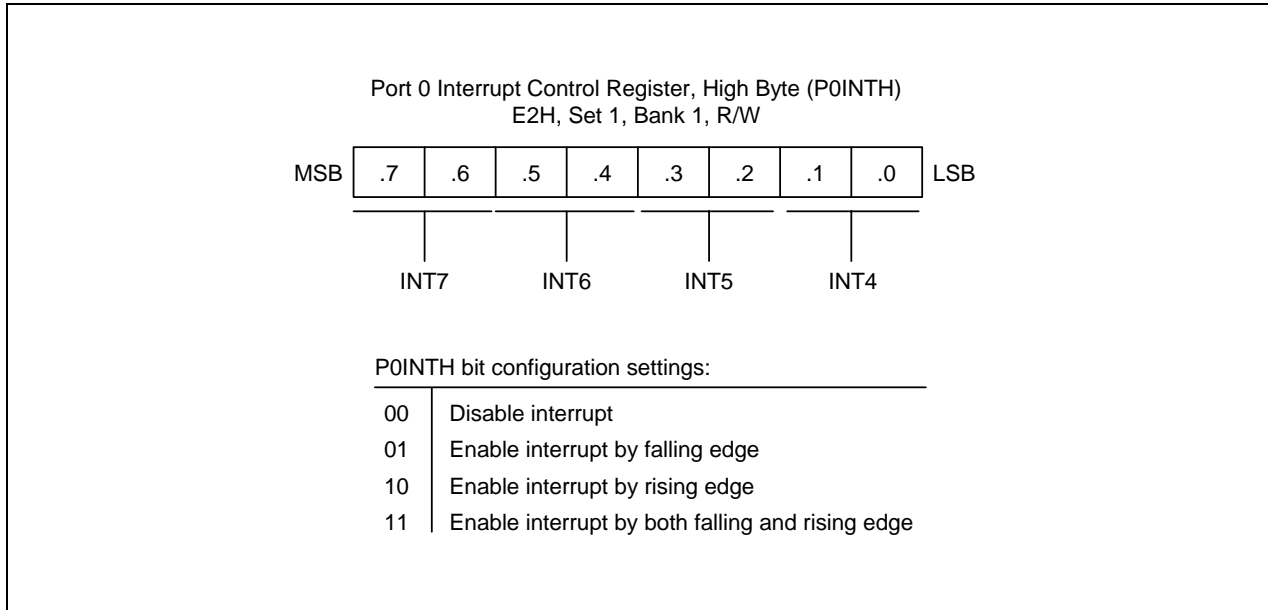 Port 0 Interrupt Control Register, High Byte (P0INTH)
E2H, Set 1, Bank 1, R/W
MSB .7 .6 .5 .4 .3 .2 .1 .0 LSB
INT7 INT6 INT5 INT4
P0INTH bit configuration settings:
00 Disable interrupt
01 Enable interrupt by falling edge
10 Enable interrupt by rising edge
11 Enable interrupt by both falling and rising edge